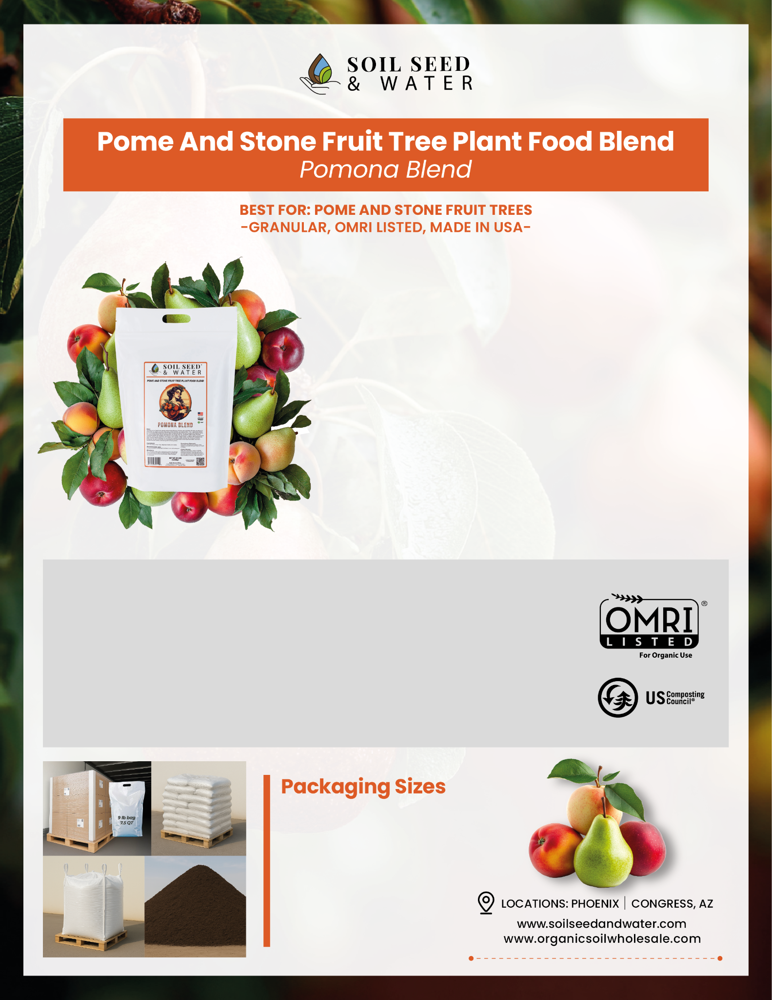 SOIL SEED
& WATER
Pome And Stone Fruit Tree Plant Food Blend
Pomona Blend
BEST FOR: POME AND STONE FRUIT TREES
-GRANULAR, OMRI LISTED, MADE IN USA-
SOIL SEED®
& WATER
POME AND STONE FRUIT TREE PLANT FOOD BLEND
POMONA BLEND
OMRI ®
LISTED
For Organic Use
US Composting
Council®
9 lb bag
7.5 QT
Packaging Sizes
LOCATIONS: PHOENIX | CONGRESS, AZ
www.soilseedandwater.com
www.organicsoilwholesale.com